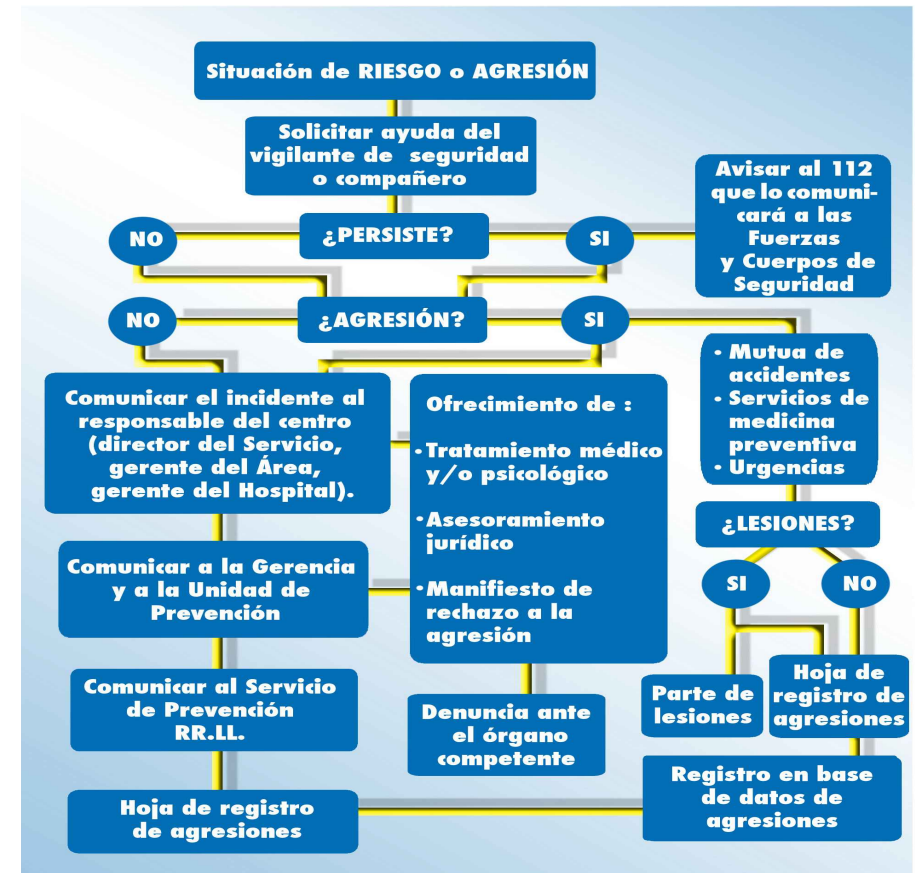 Situación de RIESGO o AGRESIÓN
Solicitar ayuda del
vigilante de seguridad
o compañero
Avisar al 112
que lo comuni-
cará a las
Fuerzas
y Cuerpos de
Seguridad
NO
¿PERSISTE?
SI
NO
¿AGRESIÓN?
SI
Comunicar el incidente al
responsable del centro
(director del Servicio,
gerente del Área,
gerente del Hospital).
Ofrecimiento de :
• Tratamiento médico
y/o psicológico
• Asesoramiento
jurídico
• Manifiesto de
rechazo a la
agresión
• Mutua de
accidentes
• Servicios de
medicina
preventiva
• Urgencias
¿LESIONES?
SI
NO
Comunicar a la Gerencia
y a la Unidad de
Prevención
Comunicar al Servicio
de Prevención
RR.LL.
Denuncia ante
el órgano
competente
Parte de
lesiones
Hoja de
registro de
agresiones
Hoja de registro
de agresiones
Registro en base
de datos de
agresiones